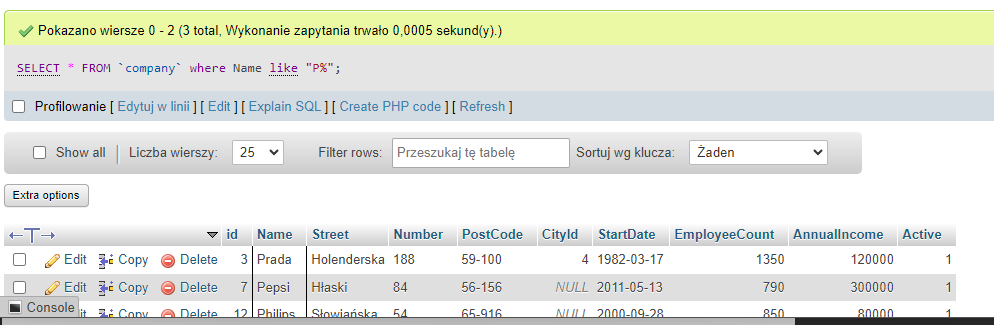 Pokazano wiersze 0 - 2 (3 total, Wykonanie zapytania trwało 0,0005 sekund(y).)
SELECT * FROM `company` where Name like "P%";
Profilowanie [ Edytuj w linii ] [ Edit ] [ Explain SQL ] [ Create PHP code ] [ Refresh ]
Show all | Liczba wierszy: 25 Filter rows: Przeszukaj tę tabelę Sortuj wg klucza: Żaden
Extra options
←T→ id Name Street Number PostCode CityId StartDate EmployeeCount AnnualIncome Active
Edit Copy Delete 3 Prada Holenderska 188 59-100 4 1982-03-17 1350 120000 1
Edit Copy Delete 7 Pepsi Hłaski 84 56-156 NULL 2011-05-13 790 300000 1
Console Edit Copy Delete 12 Philips Słowiańska 54 65-916 NULL 2000-09-28 850 80000 1